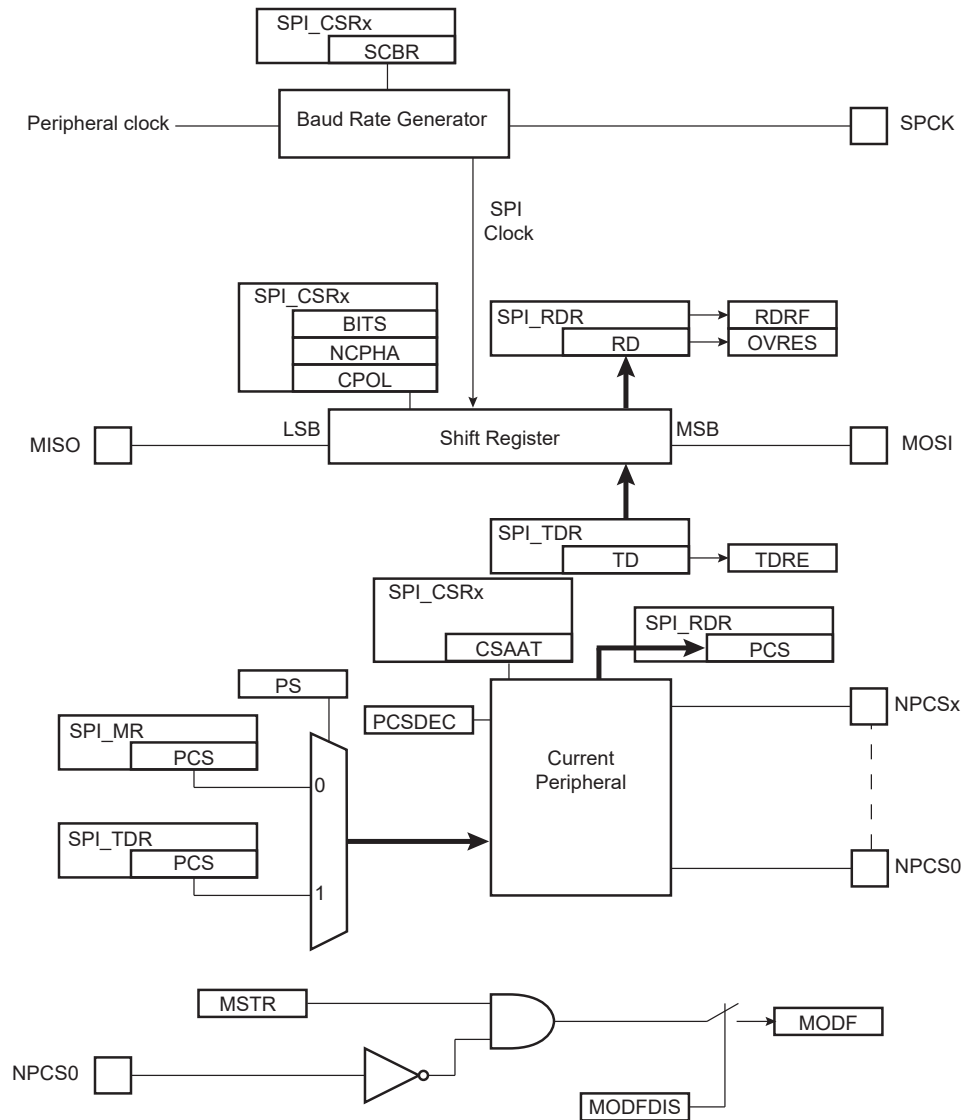 SPI_CSRx
SCBR
Peripheral clock
Baud Rate Generator
SPCK
SPI
Clock
SPI_CSRx
BITS
NCPHA
CPOL
SPI_RDR
RD
RDRF
OVRES
MISO
LSB
Shift Register
MSB
MOSI
SPI_TDR
TD
TDRE
SPI_CSRx
CSAAT
SPI_RDR
PCS
PS
PCSDEC
NPCSx
SPI_MR
PCS
0
Current
Peripheral
SPI_TDR
PCS
1
NPCS0
MSTR
MODF
NPCS0
MODFDIS